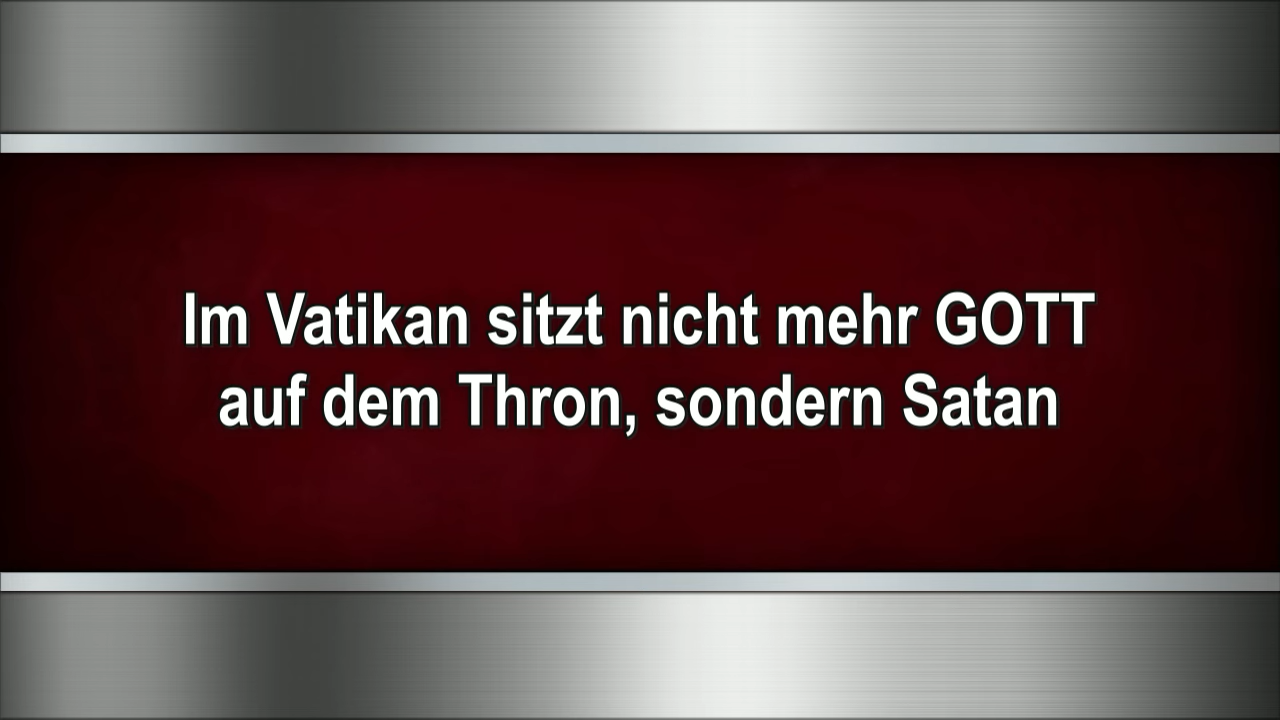 Im Vatikan sitzt nicht mehr GOTT
auf dem Thron, sondern Satan